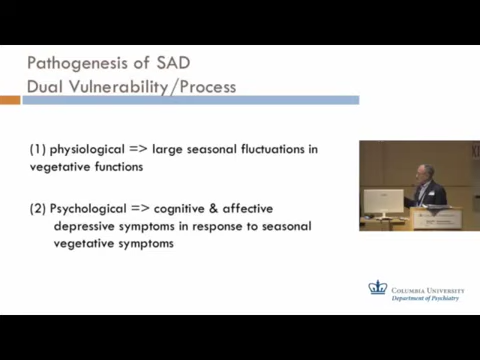 Pathogenesis of SAD
Dual Vulnerability/Process
(1) physiological => large seasonal fluctuations in
vegetative functions
(2) Psychological => cognitive & affective
depressive symptoms in response to seasonal
vegetative symptoms
COLUMBIA UNIVERSITY
Department of Psychiatry